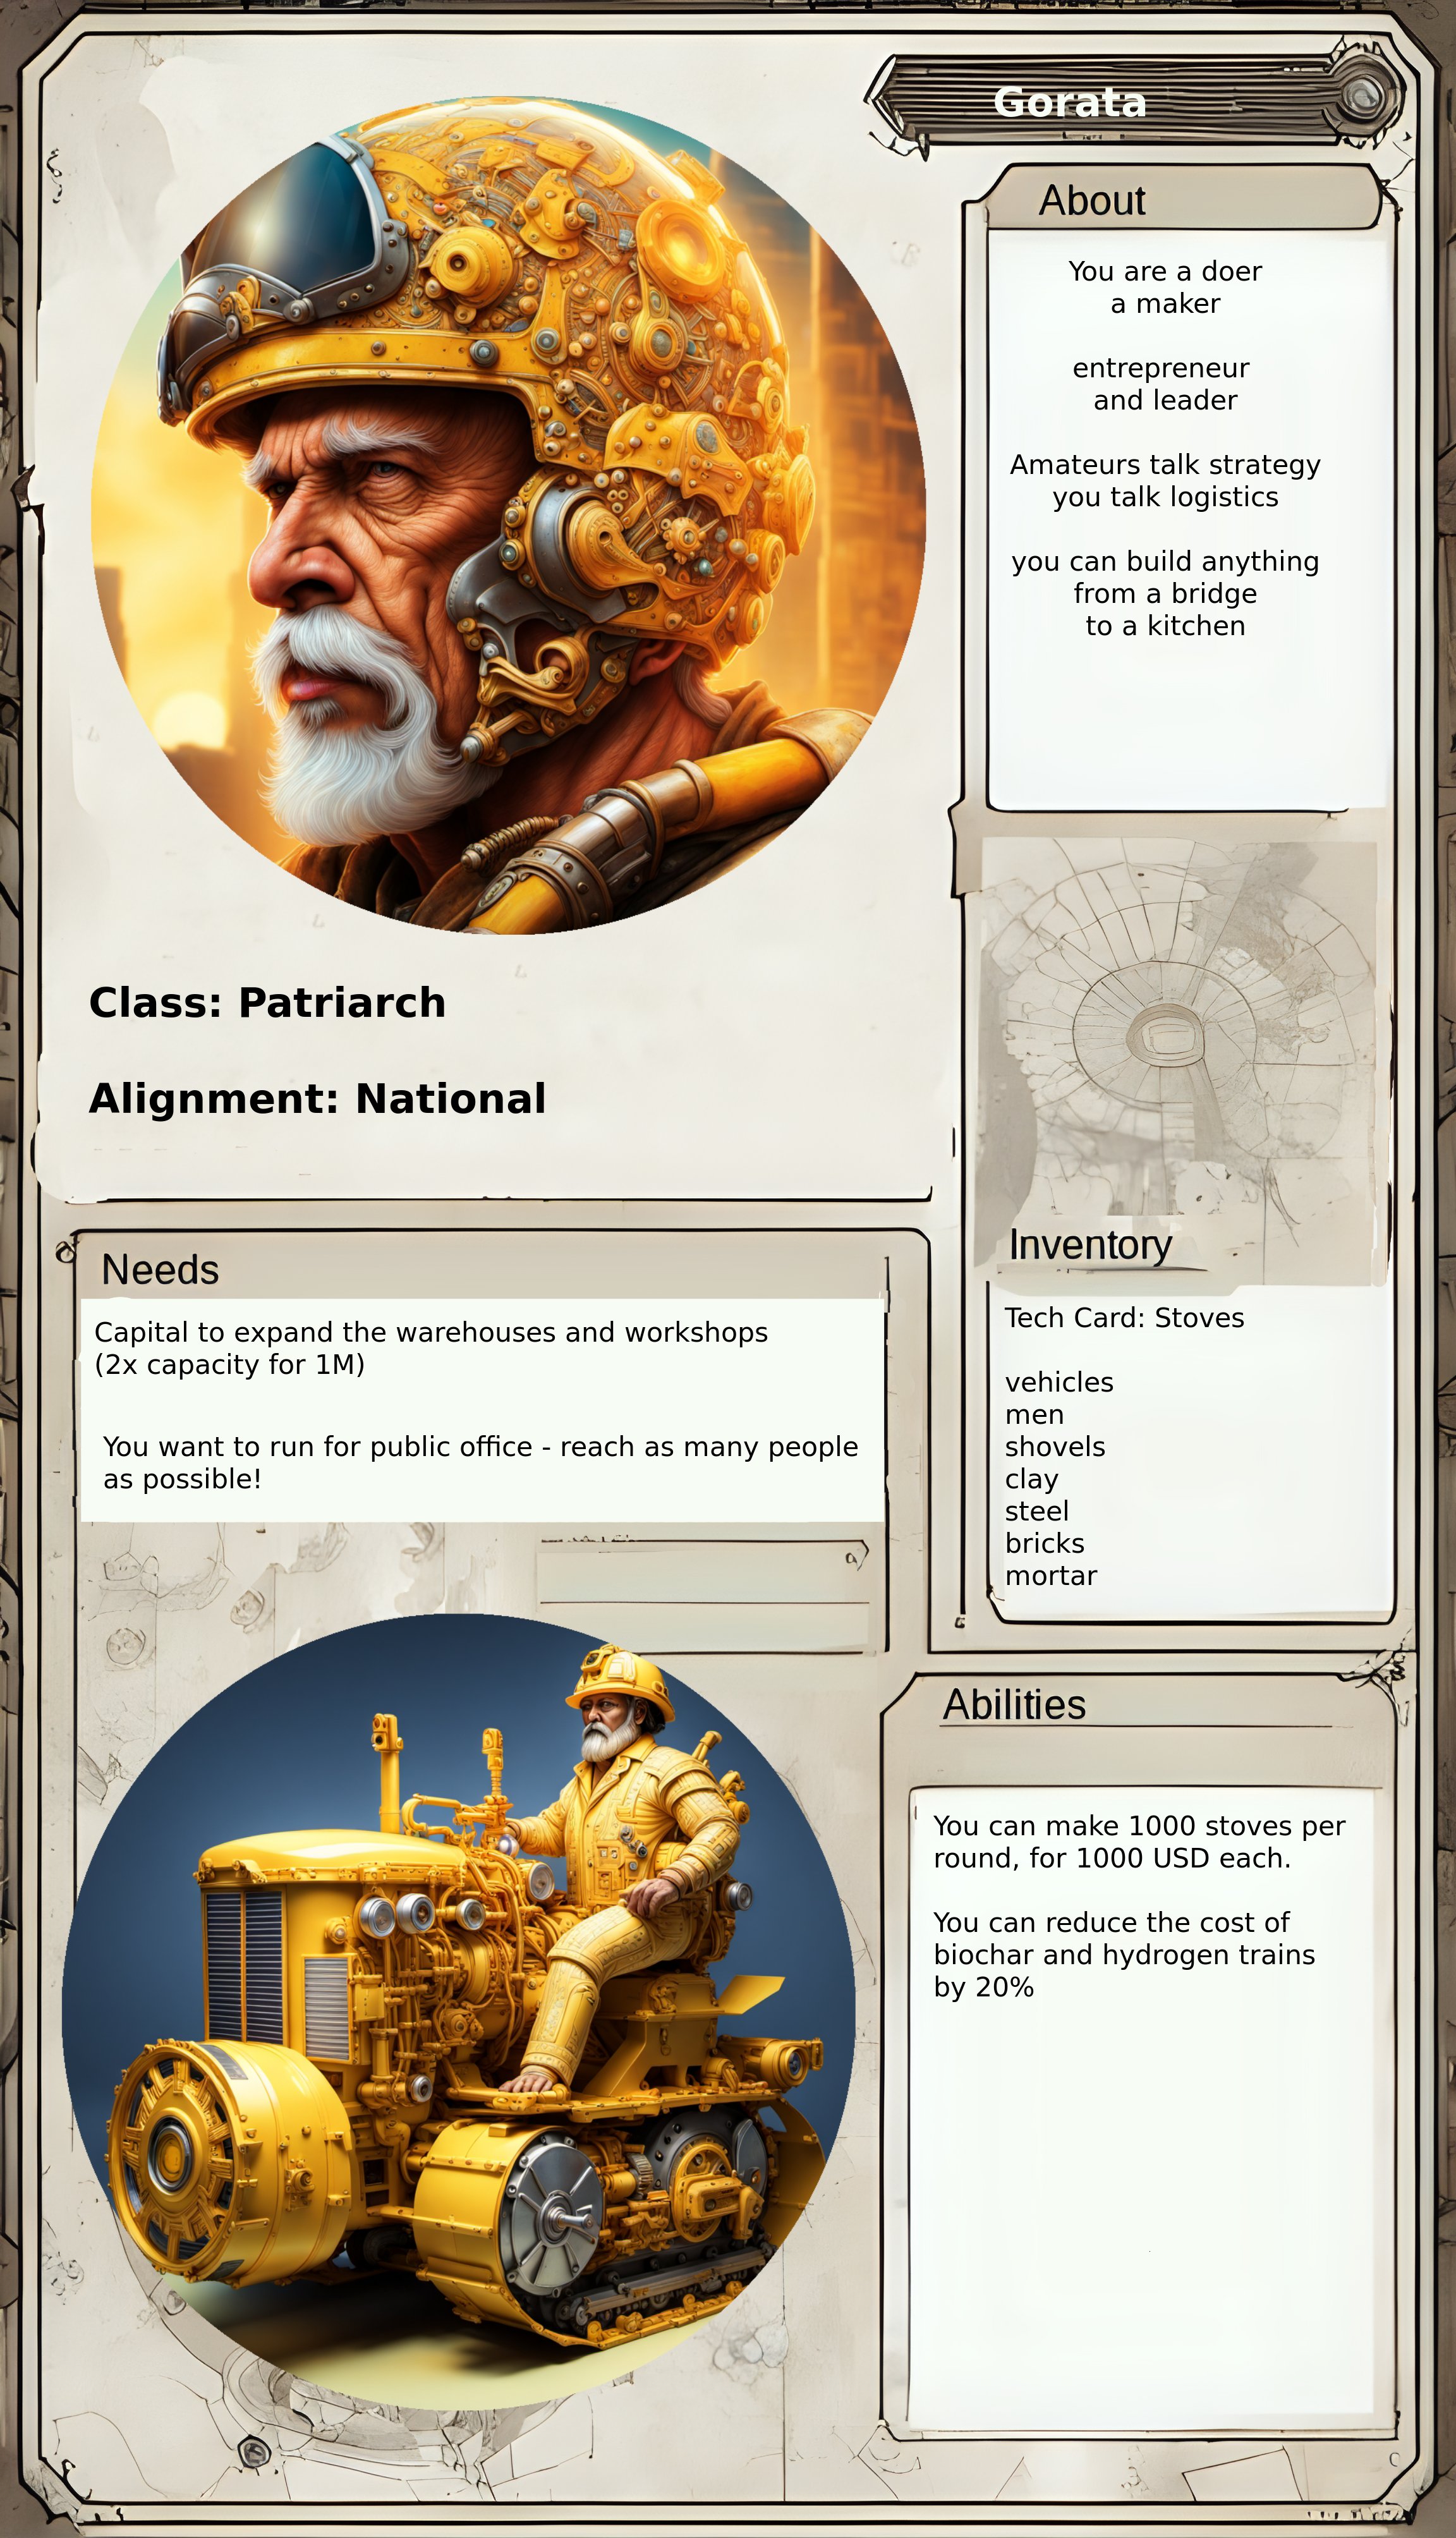 Gorata
About
You are a doer
a maker
entrepreneur
and leader
Amateurs talk strategy
you talk logistics
you can build anything
from a bridge
to a kitchen
Class: Patriarch
Alignment: National
Needs
Capital to expand the warehouses and workshops
(2x capacity for 1M)
You want to run for public office - reach as many people
as possible!
Inventory
Tech Card: Stoves
vehicles
men
shovels
clay
steel
bricks
mortar
Abilities
You can make 1000 stoves per
round, for 1000 USD each.
You can reduce the cost of
biochar and hydrogen trains
by 20%